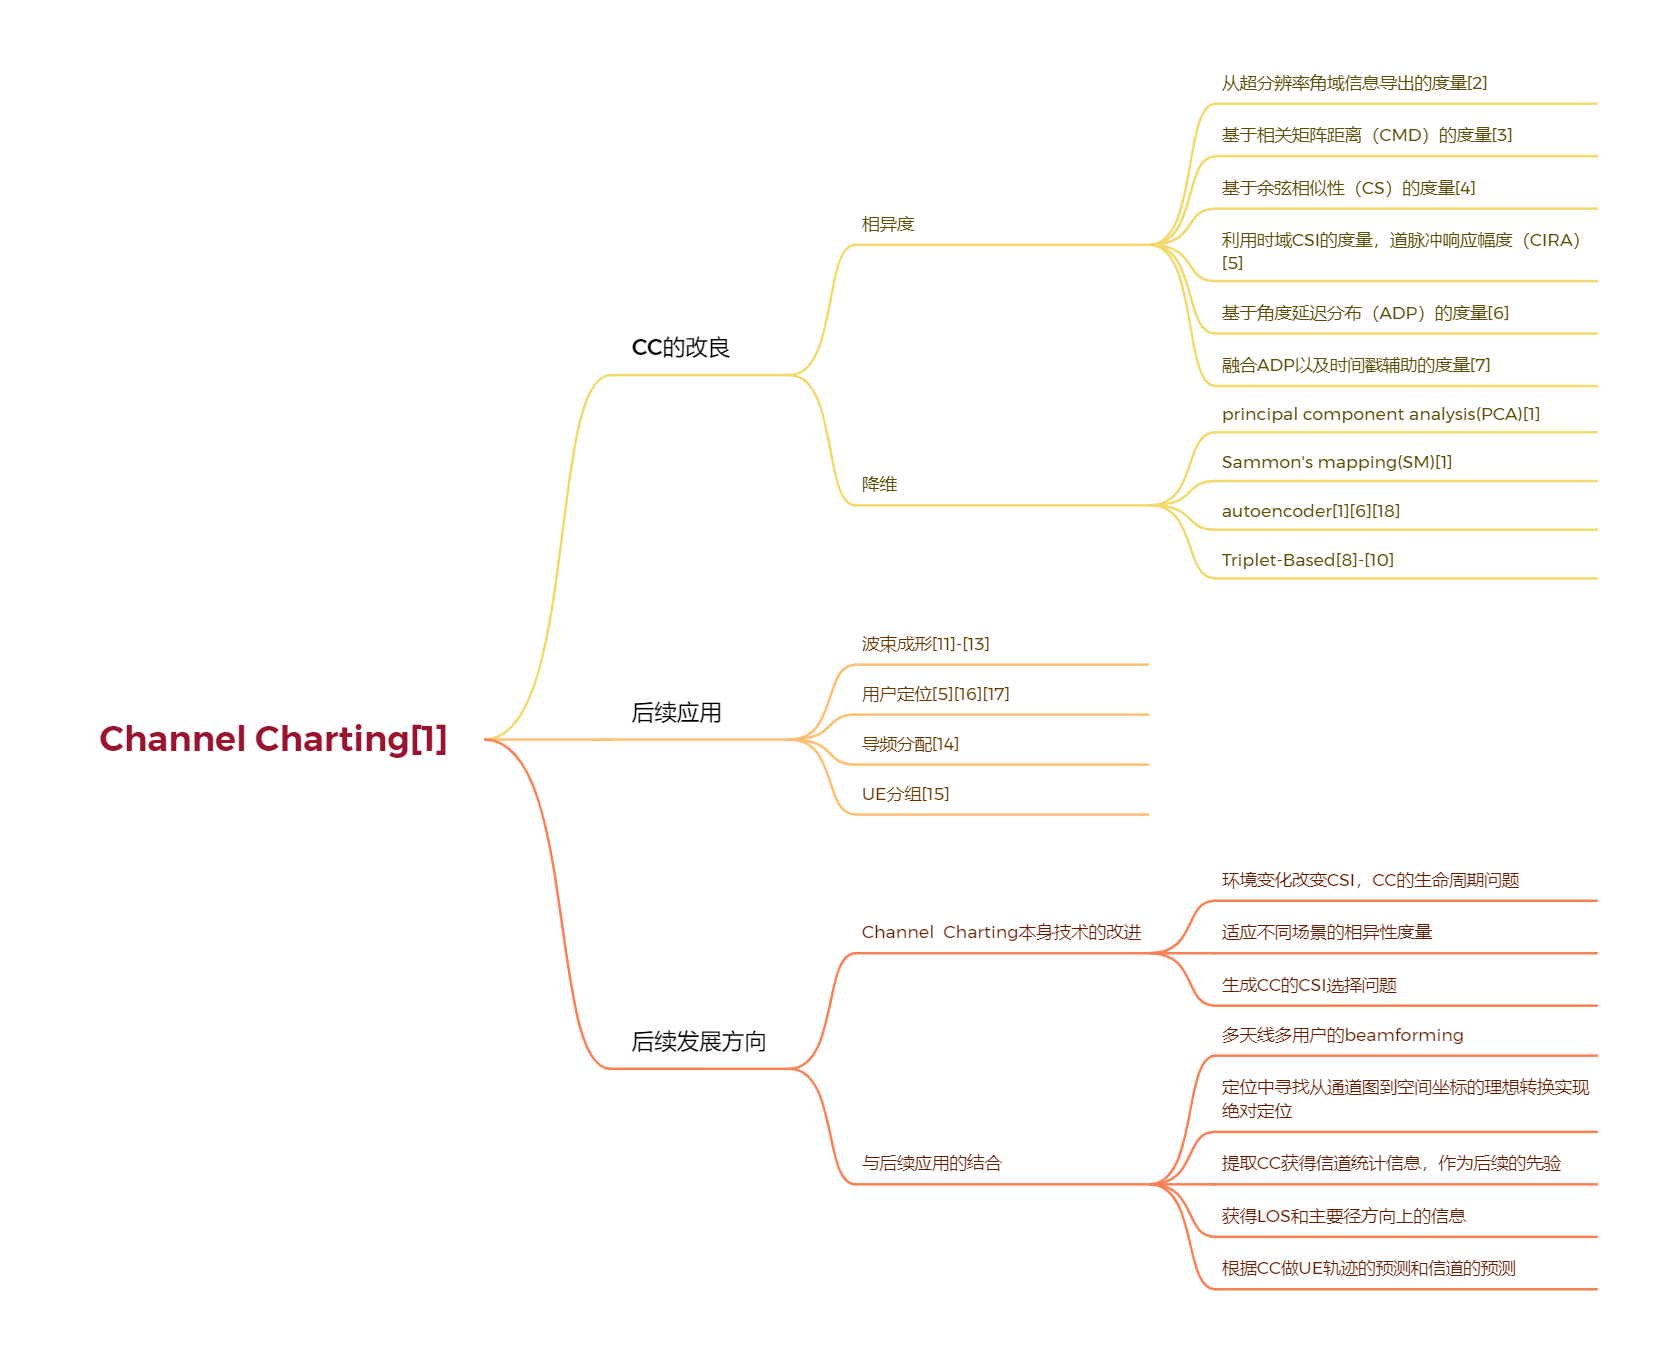 Channel Charting[1]
CC的改良
相异度
从超分辨率角域信息导出的度量[2]
基于相关矩阵距离（CMD）的度量[3]
基于余弦相似性（CS）的度量[4]
利用时域CSI的度量，道脉冲响应幅度（CIRA）
[5]
基于角度延迟分布（ADP）的度量[6]
融合ADP以及时间戳辅助的度量[7]
降维
principal component analysis(PCA)[1]
Sammon's mapping(SM)[1]
autoencoder[1][6][18]
Triplet-Based[8]-[10]
后续应用
波束成形[11]-[13]
用户定位[5][16][17]
导频分配[14]
UE分组[15]
后续发展方向
Channel  Charting本身技术的改进
环境变化改变CSI，CC的生命周期问题
适应不同场景的相异性度量
生成CC的CSI选择问题
与后续应用的结合
多天线多用户的beamforming
定位中寻找从通道图到空间坐标的理想转换实现
绝对定位
提取CC获得信道统计信息，作为后续的先验
获得LOS和主要径方向上的信息
根据CC做UE轨迹的预测和信道的预测